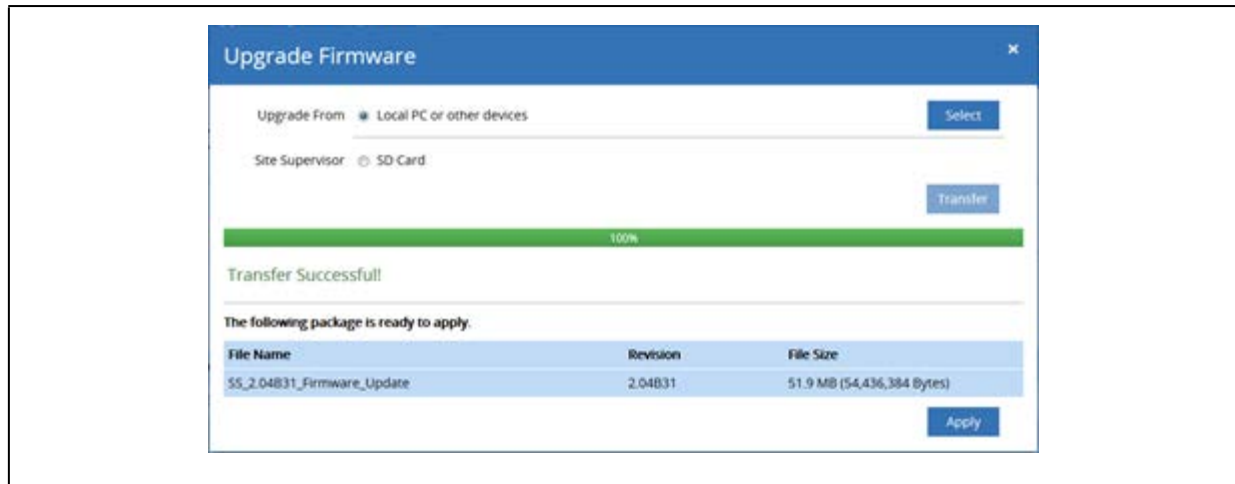 Upgrade Firmware ×
Upgrade From Local PC or other devices Select
Site Supervisor SD Card
Transfer
100%
Transfer Successful!
The following package is ready to apply.
File Name Revision File Size
SS_2.04B31_Firmware_Update 2.04B31 51.9 MB (54,436,384 Bytes)
Apply